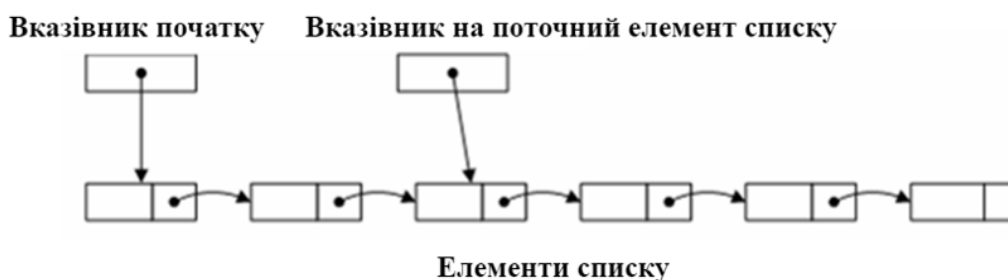 Вказівник початку
Вказівник на поточний елемент списку
Елементи списку